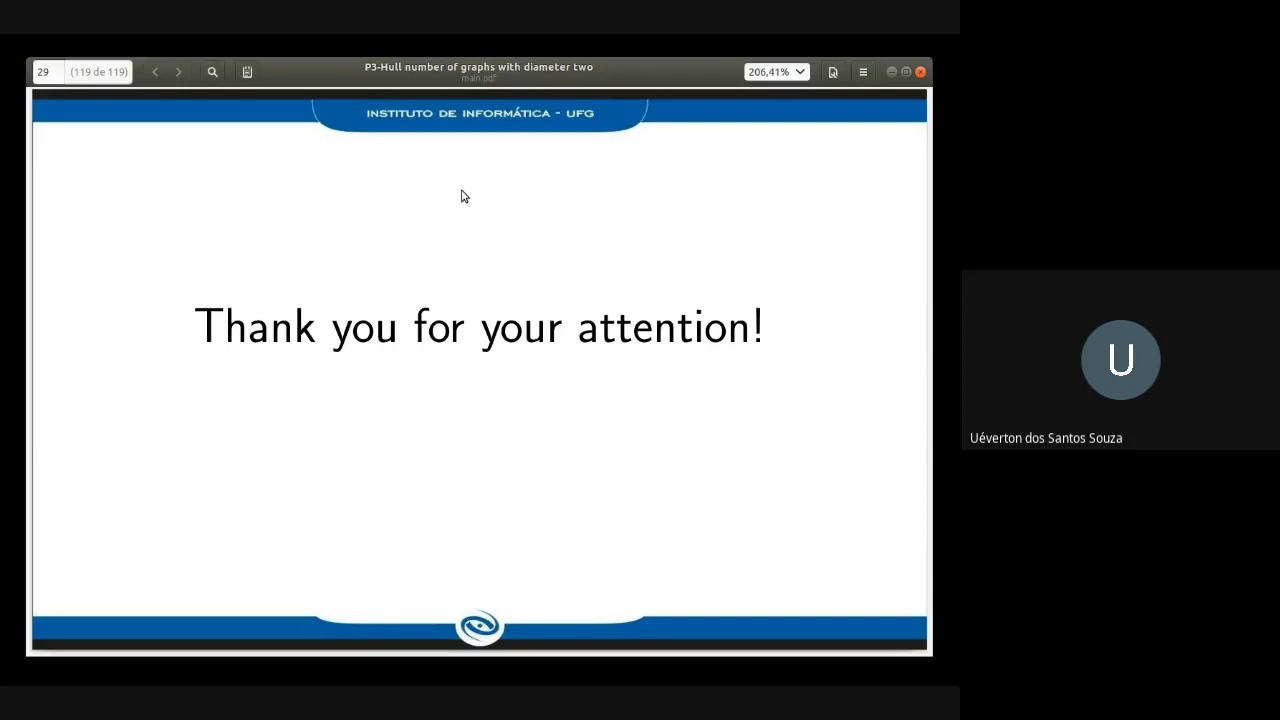 P3-Hull number of graphs with diameter two
main.pdf
29 (119 de 119)
206,41%
INSTITUTO DE INFORMÁTICA - UFG
Thank you for your attention!
U
Uéverton dos Santos Souza